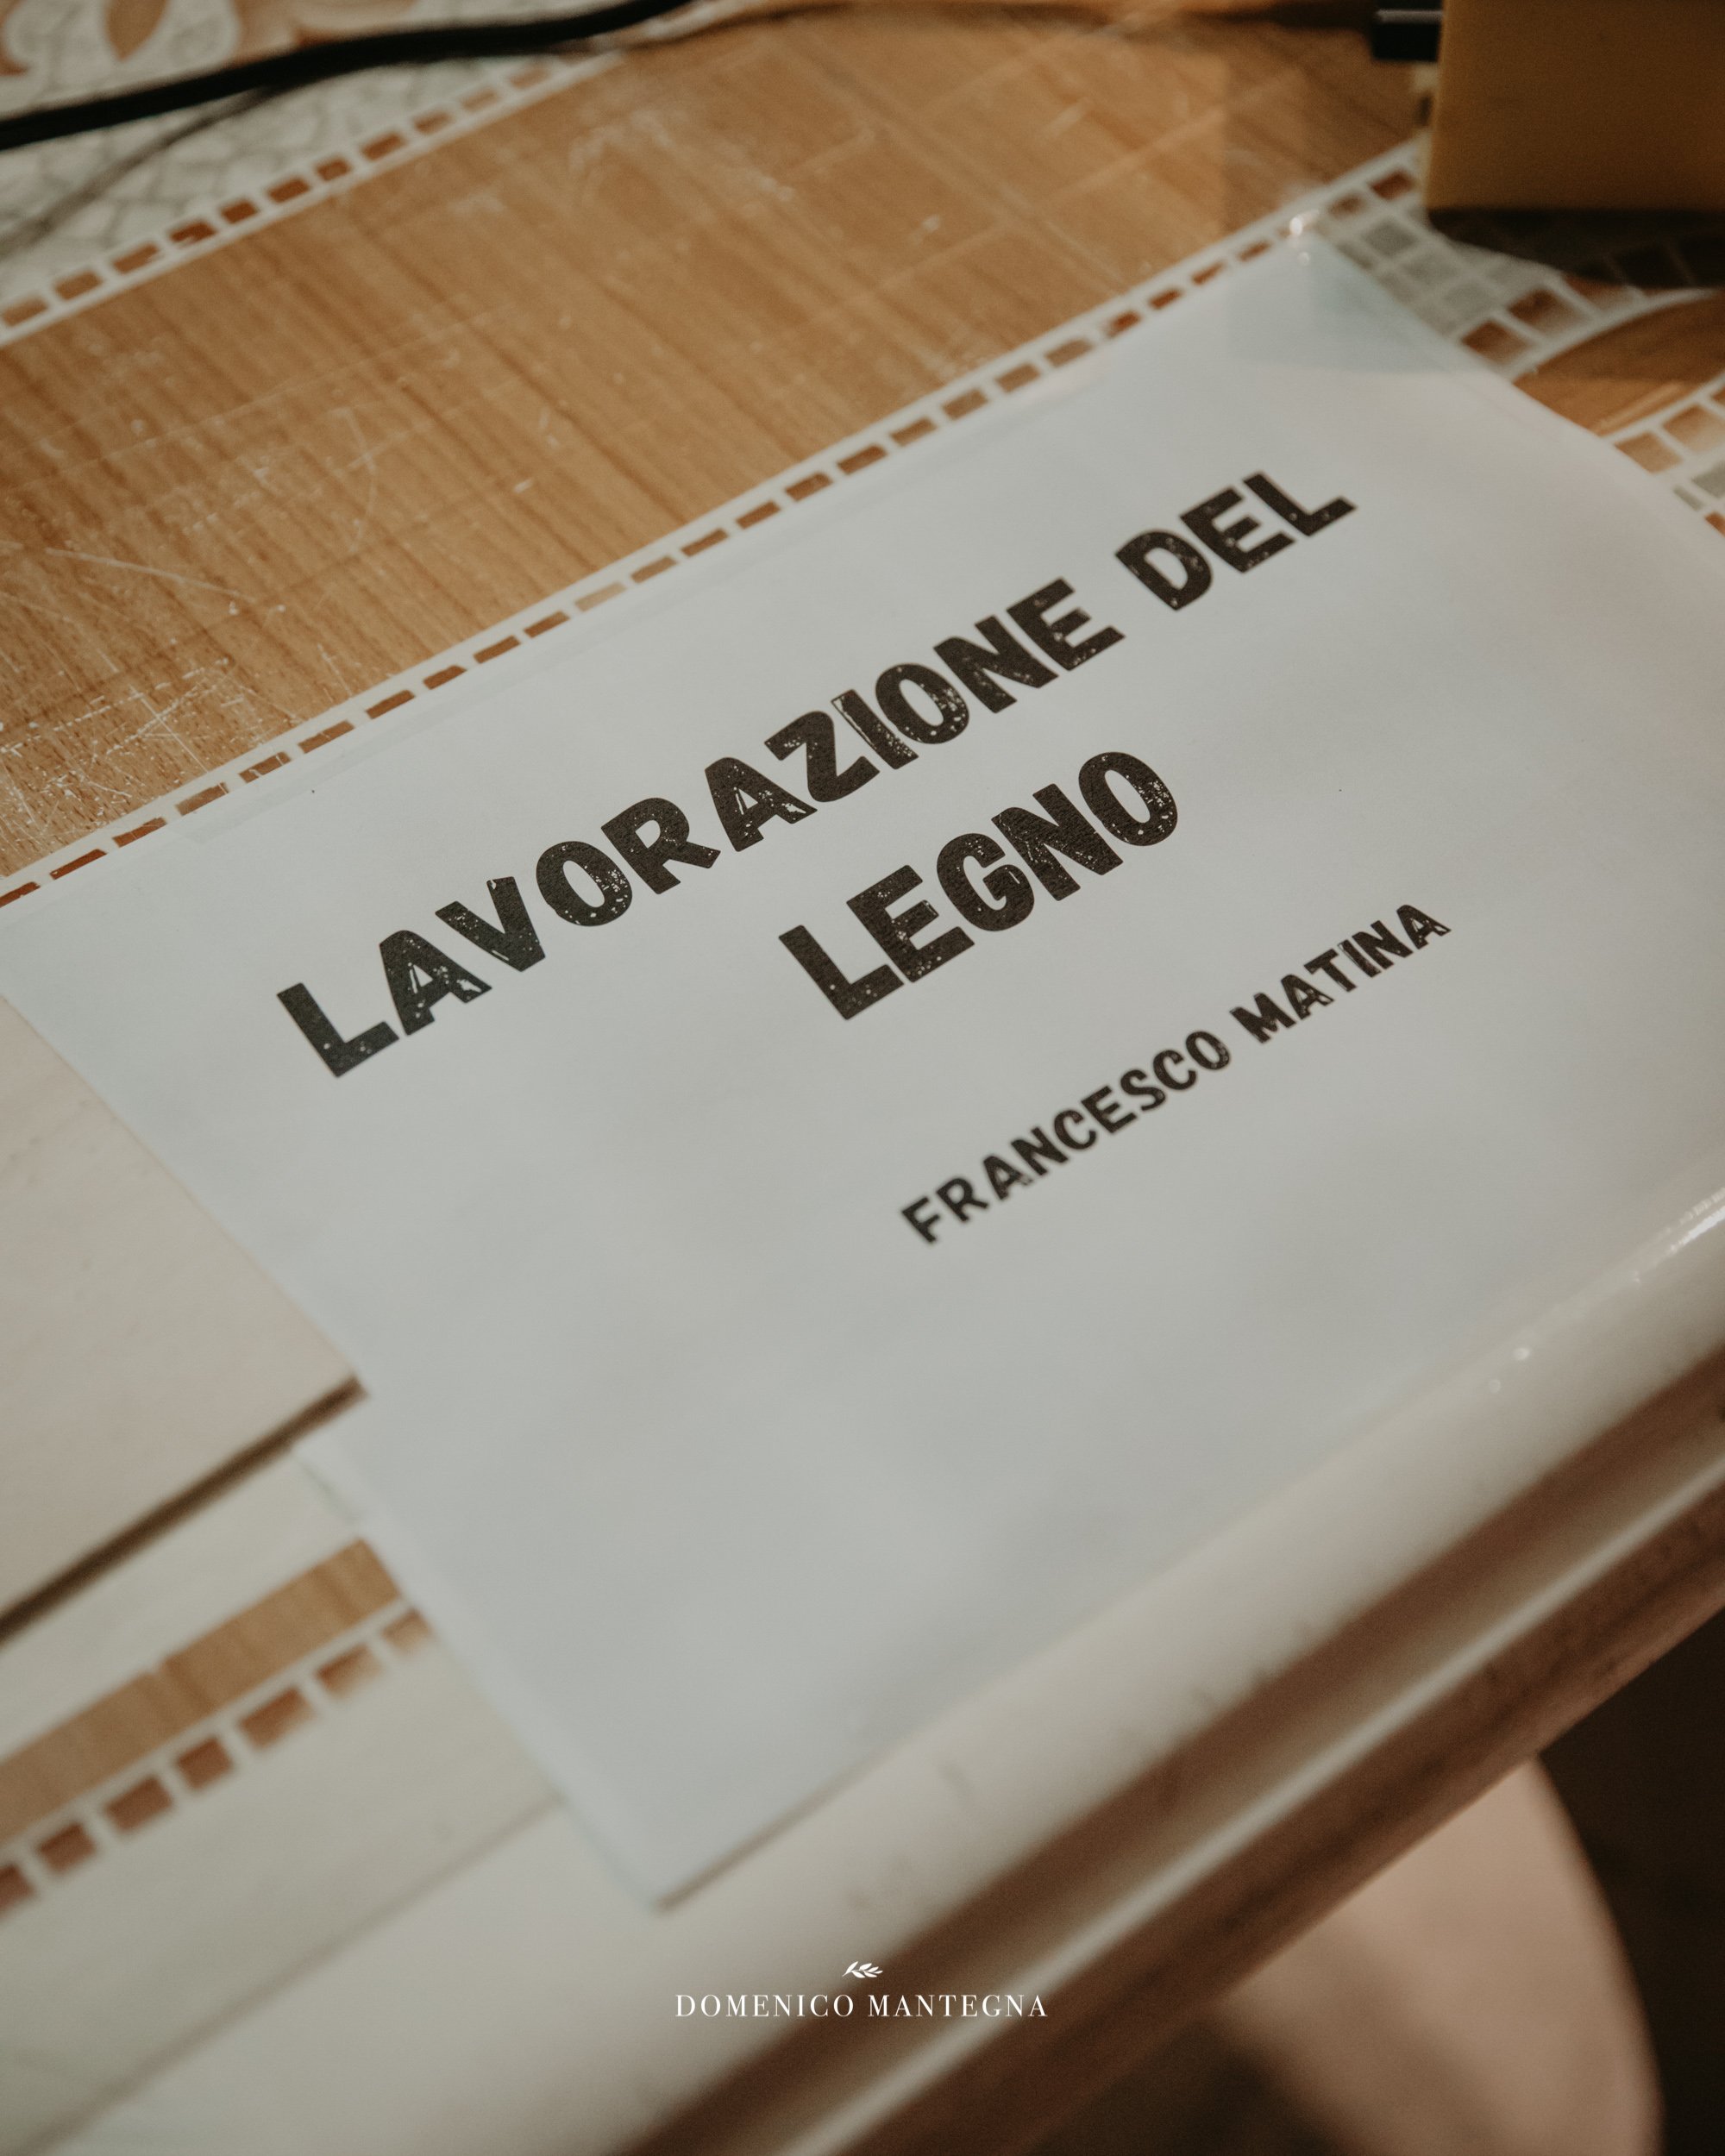 LAVORAZIONE DEL
LEGNO
FRANCESCO MATINA
DOMENICO MANTEGNA